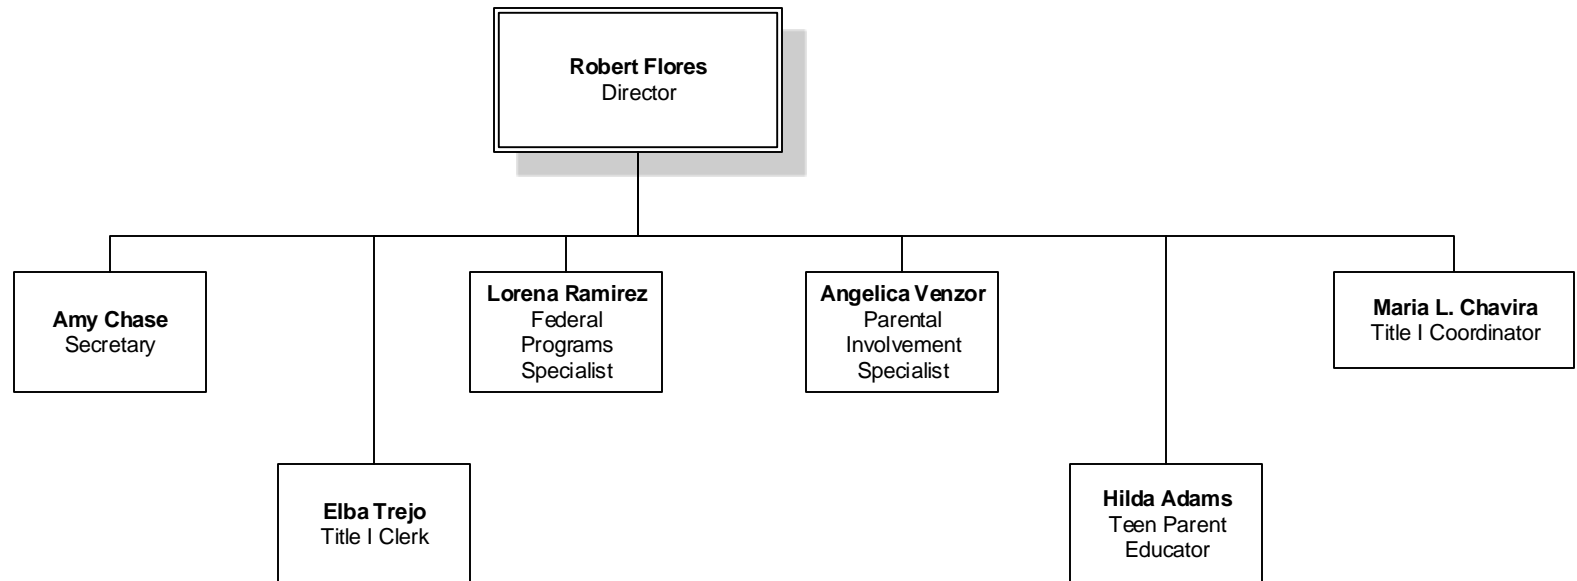 Robert Flores
Director
Amy Chase
Secretary
Lorena Ramirez
Federal
Programs
Specialist
Angelica Venzor
Parental
Involvement
Specialist
Maria L. Chavira
Title I Coordinator
Elba Trejo
Title I Clerk
Hilda Adams
Teen Parent
Educator